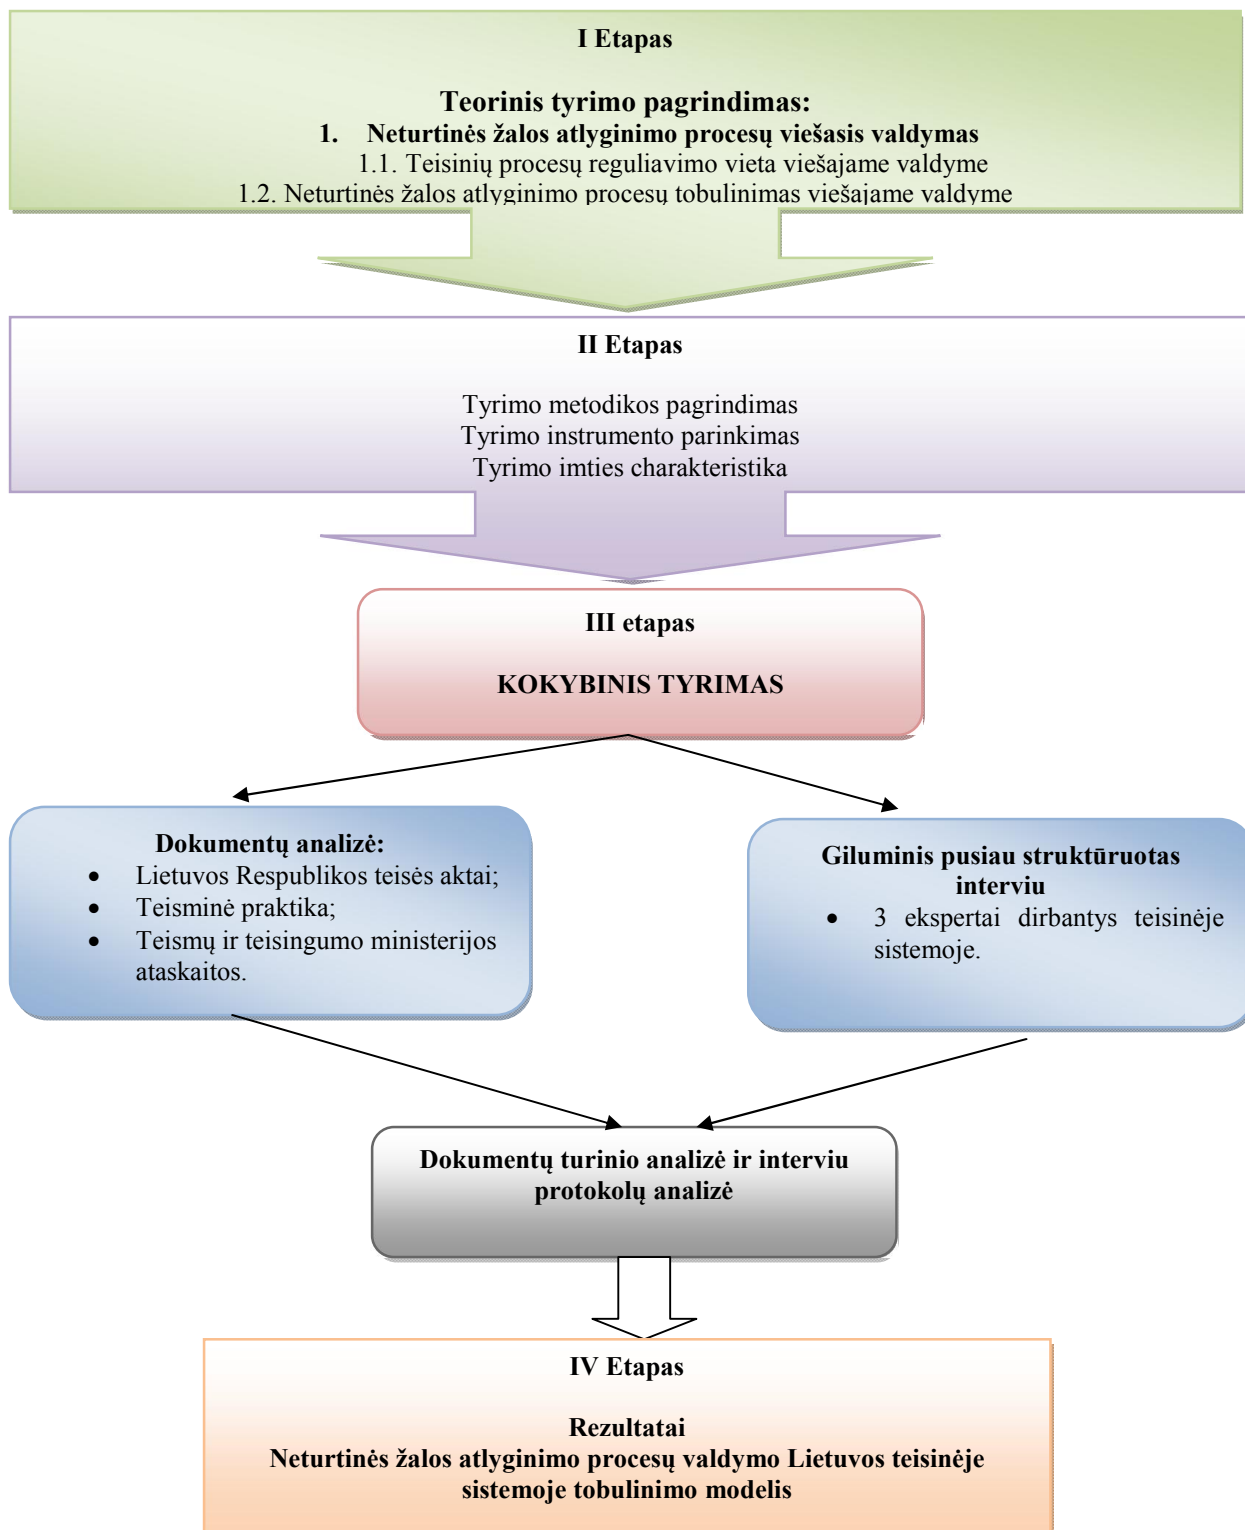 I Etapas
Teorinis tyrimo pagrindimas:
1. Neturtinės žalos atlyginimo procesų viešasis valdymas
1.1. Teisinių procesų reguliavimo vieta viešajame valdyme
1.2. Neturtinės žalos atlyginimo procesų tobulinimas viešajame valdyme
II Etapas
Tyrimo metodikos pagrindimas
Tyrimo instrumento parinkimas
Tyrimo imties charakteristika
III etapas
KOKYBINIS TYRIMAS
Dokumentų analizė:
• Lietuvos Respublikos teisės aktai;
• Teisminė praktika;
• Teismų ir teisingumo ministerijos
ataskaitos.
Giluminis pusiau struktūruotas
interviu
• 3 ekspertai dirbantys teisinėje
sistemoje.
Dokumentų turinio analizė ir interviu
protokolų analizė
IV Etapas
Rezultatai
Neturtinės žalos atlyginimo procesų valdymo Lietuvos teisinėje
sistemoje tobulinimo modelis